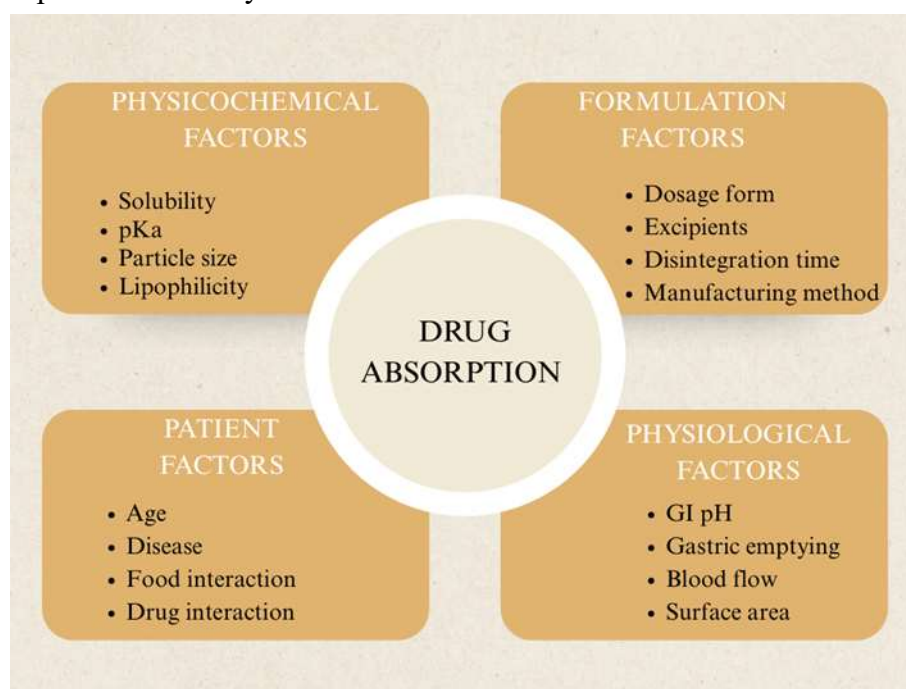 PHYSICOCHEMICAL
FACTORS
• Solubility
• pKa
• Particle size
• Lipophilicity
FORMULATION
FACTORS
• Dosage form
• Excipients
• Disintegration time
• Manufacturing method
DRUG
ABSORPTION
PATIENT
FACTORS
• Age
• Disease
• Food interaction
• Drug interaction
PHYSIOLOGICAL
FACTORS
• GI pH
• Gastric emptying
• Blood flow
• Surface area